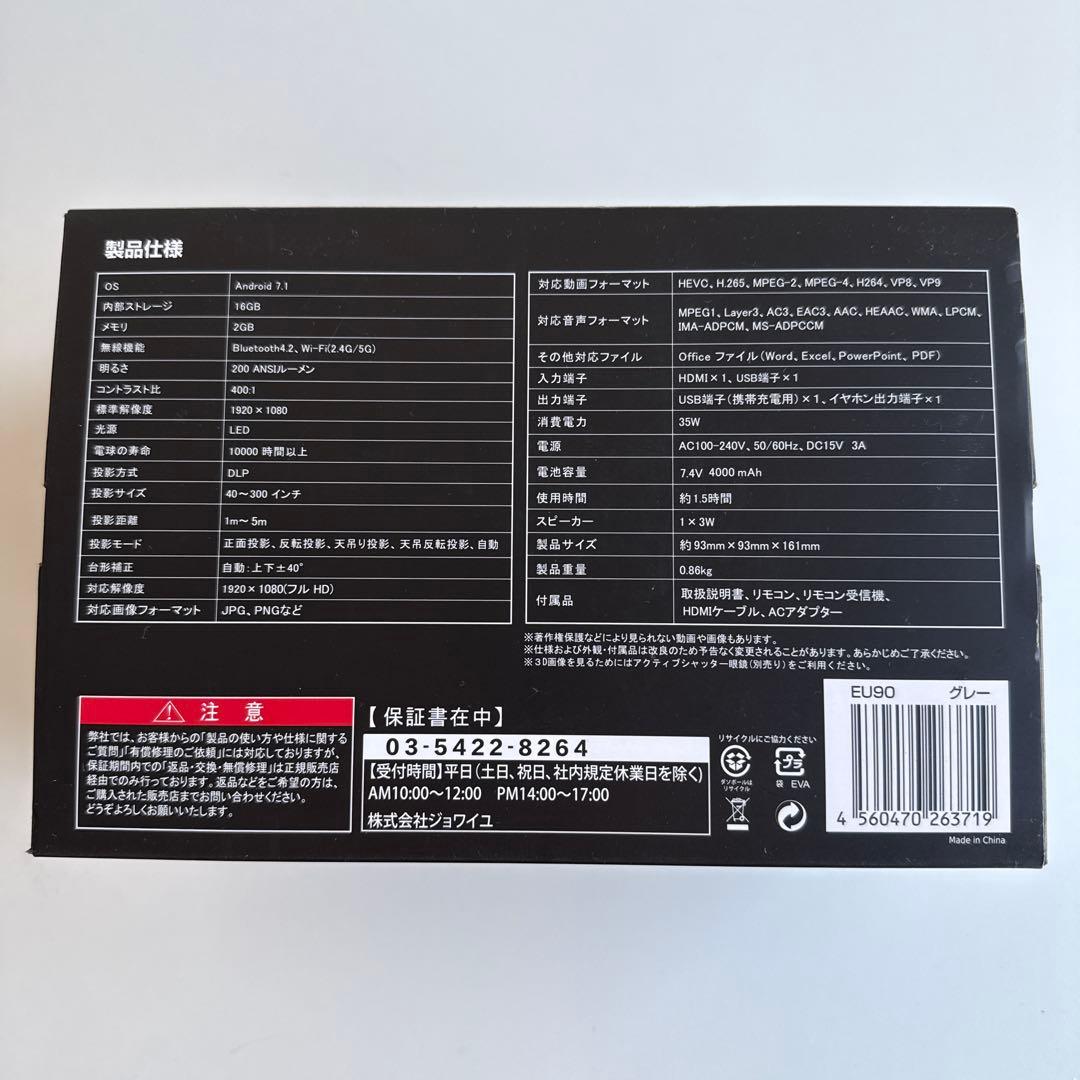 製品仕様
OS Android 7.1
内部ストレージ 16GB
メモリ 2GB
無線機能 Bluetooth4.2、Wi-Fi(2.4G/5G)
明るさ 200 ANSIルーメン
コントラスト比 400:1
標準解像度 1920×1080
光源 LED
電球の寿命 10000 時間以上
投影方式 DLP
投影サイズ 40〜300 インチ
投影距離 1m〜5m
投影モード 正面投影、反転投影、天吊り投影、天吊反転投影、自動
台形補正 自動:上下±40°
対応解像度 1920×1080(フル HD)
対応画像フォーマット JPG、PNGなど
対応動画フォーマット HEVC、H.265、MPEG-2、MPEG-4、H264、VP8、VP9
対応音声フォーマット MPEG1、Layer3、AC3、EAC3、AAC、HEAAC、WMA、LPCM、
IMA-ADPCM、MS-ADPCCM
その他対応ファイル Office ファイル(Word、Excel、PowerPoint、PDF)
入力端子 HDMI×1、USB端子×1
出力端子 USB端子(携帯充電用)×1、イヤホン出力端子×1
消費電力 35W
電源 AC100-240V、50/60Hz、DC15V 3A
電池容量 7.4V 4000mAh
使用時間 約1.5時間
スピーカー 1×3W
製品サイズ 約93mm×93mm×161mm
製品重量 0.86kg
付属品 取扱説明書、リモコン、リモコン受信機、
HDMIケーブル、ACアダプター
※著作権保護などにより見られない動画や画像もあります。
※仕様および外観・付属品は改良のため予告なく変更されることがあります。あらかじめご了承ください。
※3D画像を見るためにはアクティブシャッター眼鏡(別売り)をご利用ください。
注 意
弊社では、お客様からの「製品の使い方や仕様に関する
ご質問」「有償修理のご依頼」には対応しておりますが、
保証期間内での「返品・交換・無償修理」は正規販売店
経由でのみ行っております。返品などをご希望の方は、
ご購入された販売店までお問い合わせください。
どうぞよろしくお願いいたします。
【保証書在中】
03-5422-8264
【受付時間】平日(土日、祝日、社内規定休業日を除く)
AM10:00〜12:00 PM14:00〜17:00
株式会社ジョワイユ
リサイクルにご協力ください
ダンボールは
リサイクル
プラ
袋 EVA
EU90 グレー
4 560470 263719
Made in China